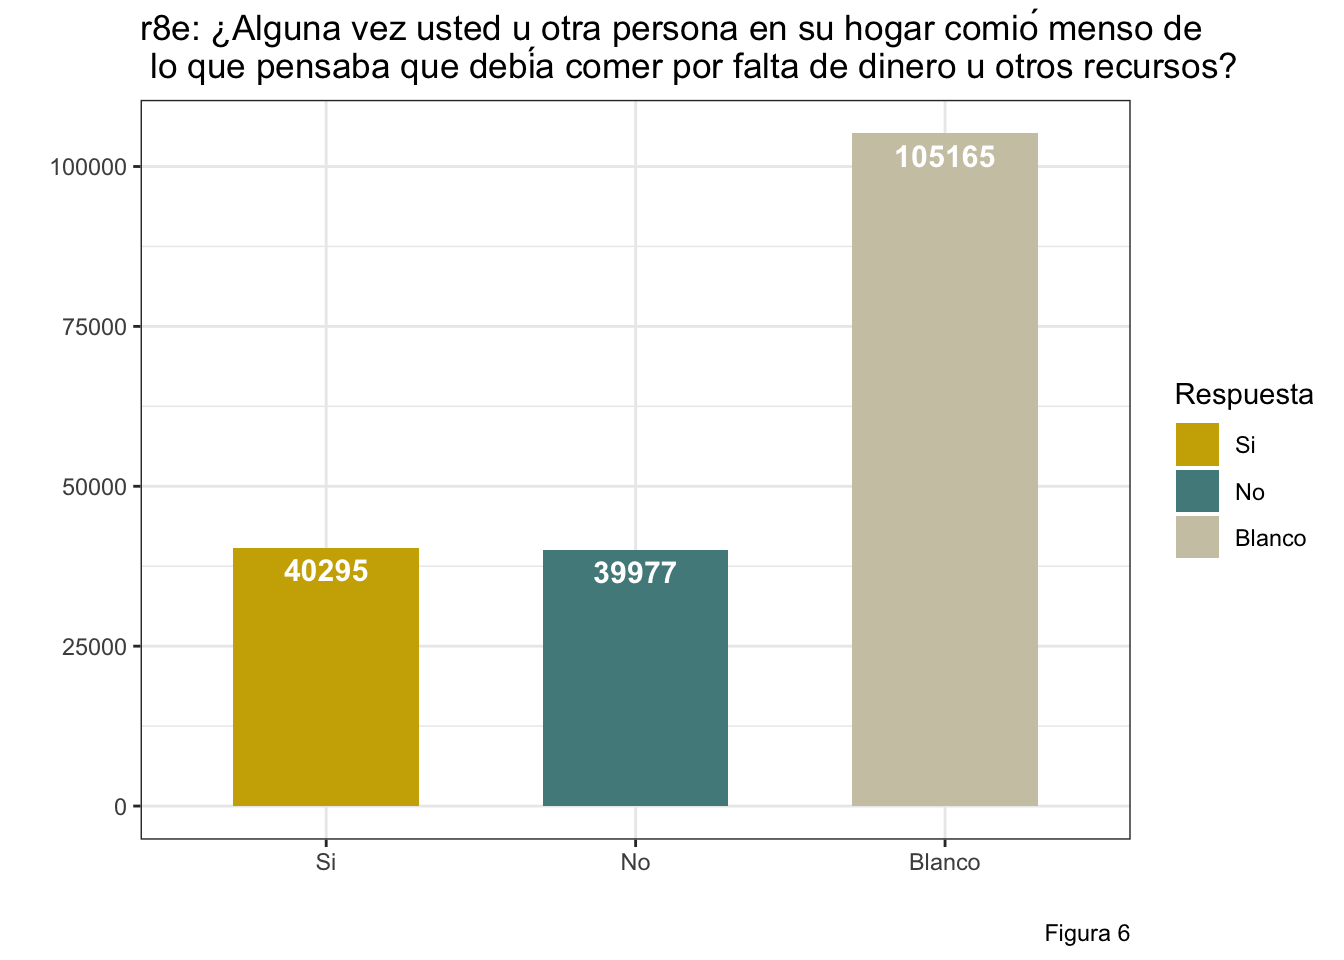 r8e: ¿Alguna vez usted u otra persona en su hogar comió menso de
lo que pensaba que debía comer por falta de dinero u otros recursos?
100000
75000
50000
25000
0
105165
40295
39977
Si
No
Blanco
Respuesta
Si
No
Blanco
Figura 6